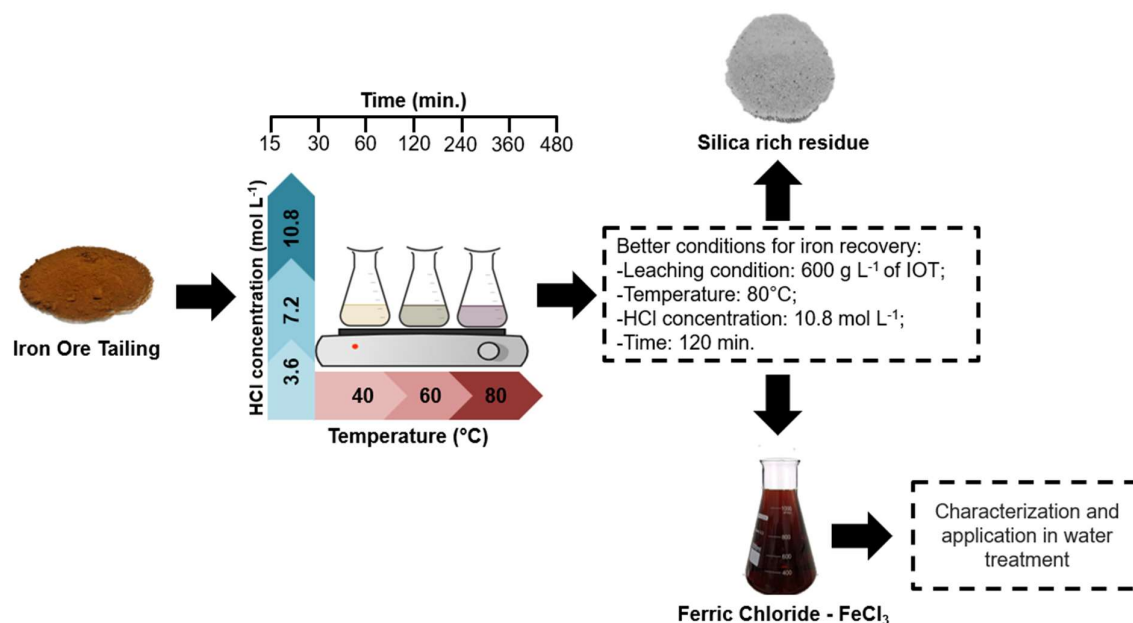 Time (min.)
15 30 60 120 240 360 480
HCl concentration (mol L⁻¹)
3.6 7.2 10.8
40 60 80
Temperature (°C)
Iron Ore Tailing
Silica rich residue
Better conditions for iron recovery:
-Leaching condition: 600 g L⁻¹ of IOT;
-Temperature: 80°C;
-HCl concentration: 10.8 mol L⁻¹;
-Time: 120 min.
800
600
400
Ferric Chloride - FeCl₃
Characterization and
application in water
treatment